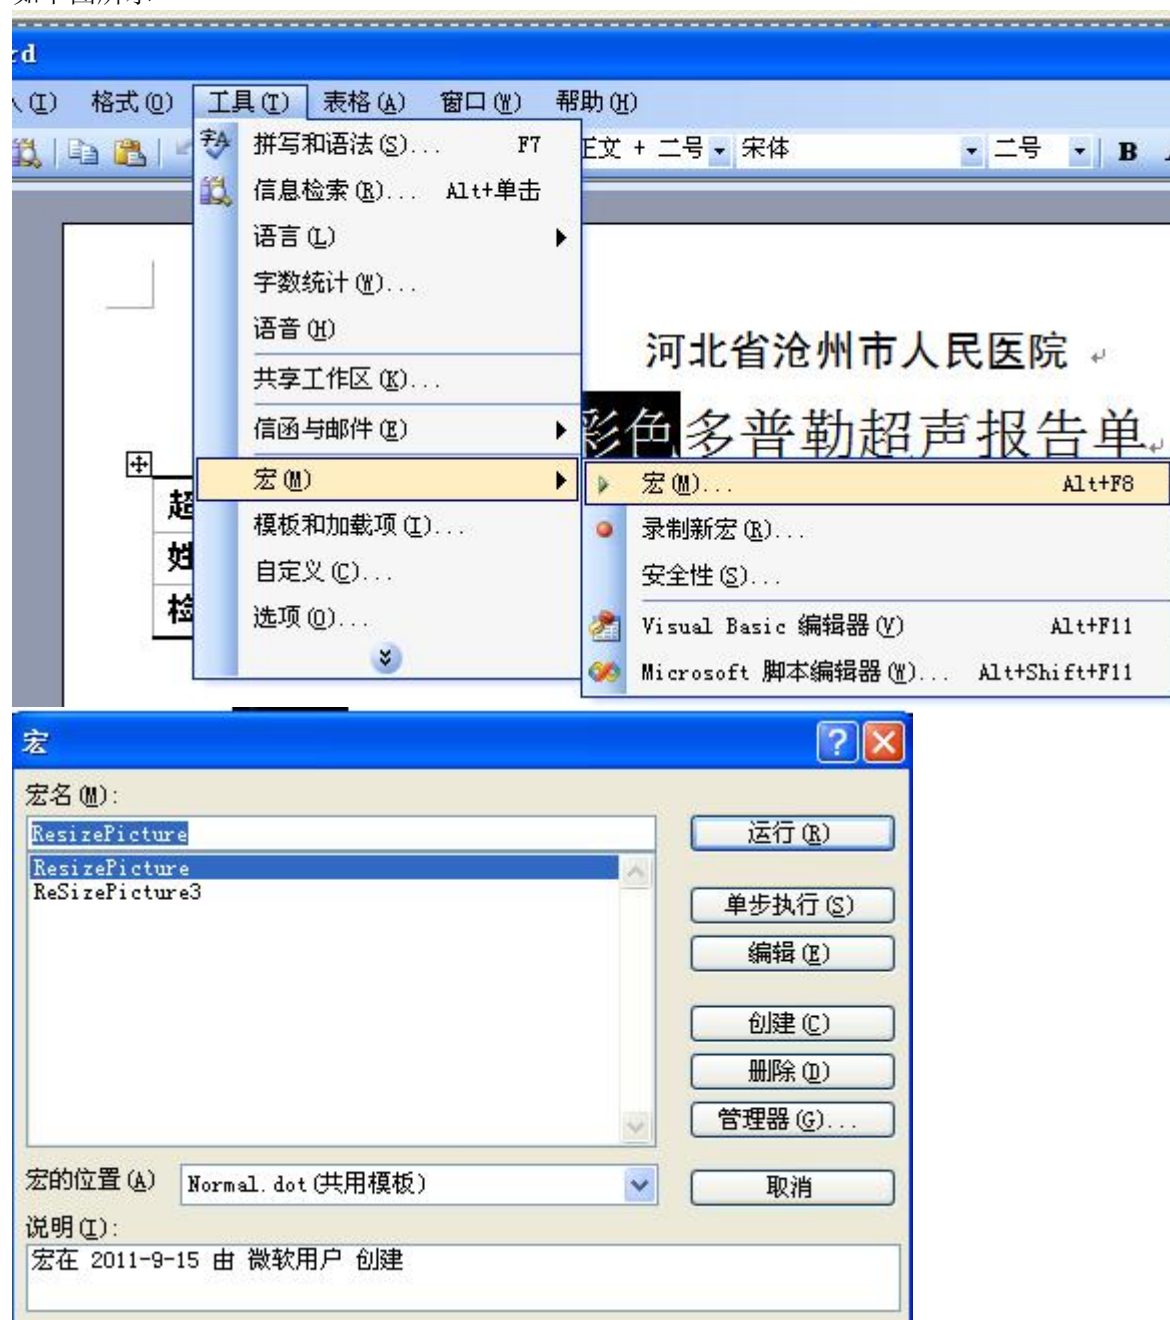 如下图所示
rd
入(I) 格式(O) 工具(T) 表格(A) 窗口(W) 帮助(H)
正文 + 二号 宋体 二号 B
拼写和语法(S)... F7
信息检索(R)... Alt+单击
语言(L)
字数统计(W)...
语音(H)
共享工作区(K)...
信函与邮件(E)
宏(M)
模板和加载项(I)...
自定义(C)...
选项(O)...
河北省沧州市人民医院
彩色多普勒超声报告单
超
姓
检
宏(M)... Alt+F8
录制新宏(R)...
安全性(S)...
Visual Basic 编辑器(V) Alt+F11
Microsoft 脚本编辑器(W)... Alt+Shift+F11
宏
宏名(M):
ResizePicture
ResizePicture
ReSizePicture3
运行(R)
单步执行(S)
编辑(E)
创建(C)
删除(D)
管理器(G)...
宏的位置(A) Normal.dot(共用模板)
取消
说明(I):
宏在 2011-9-15 由 微软用户 创建